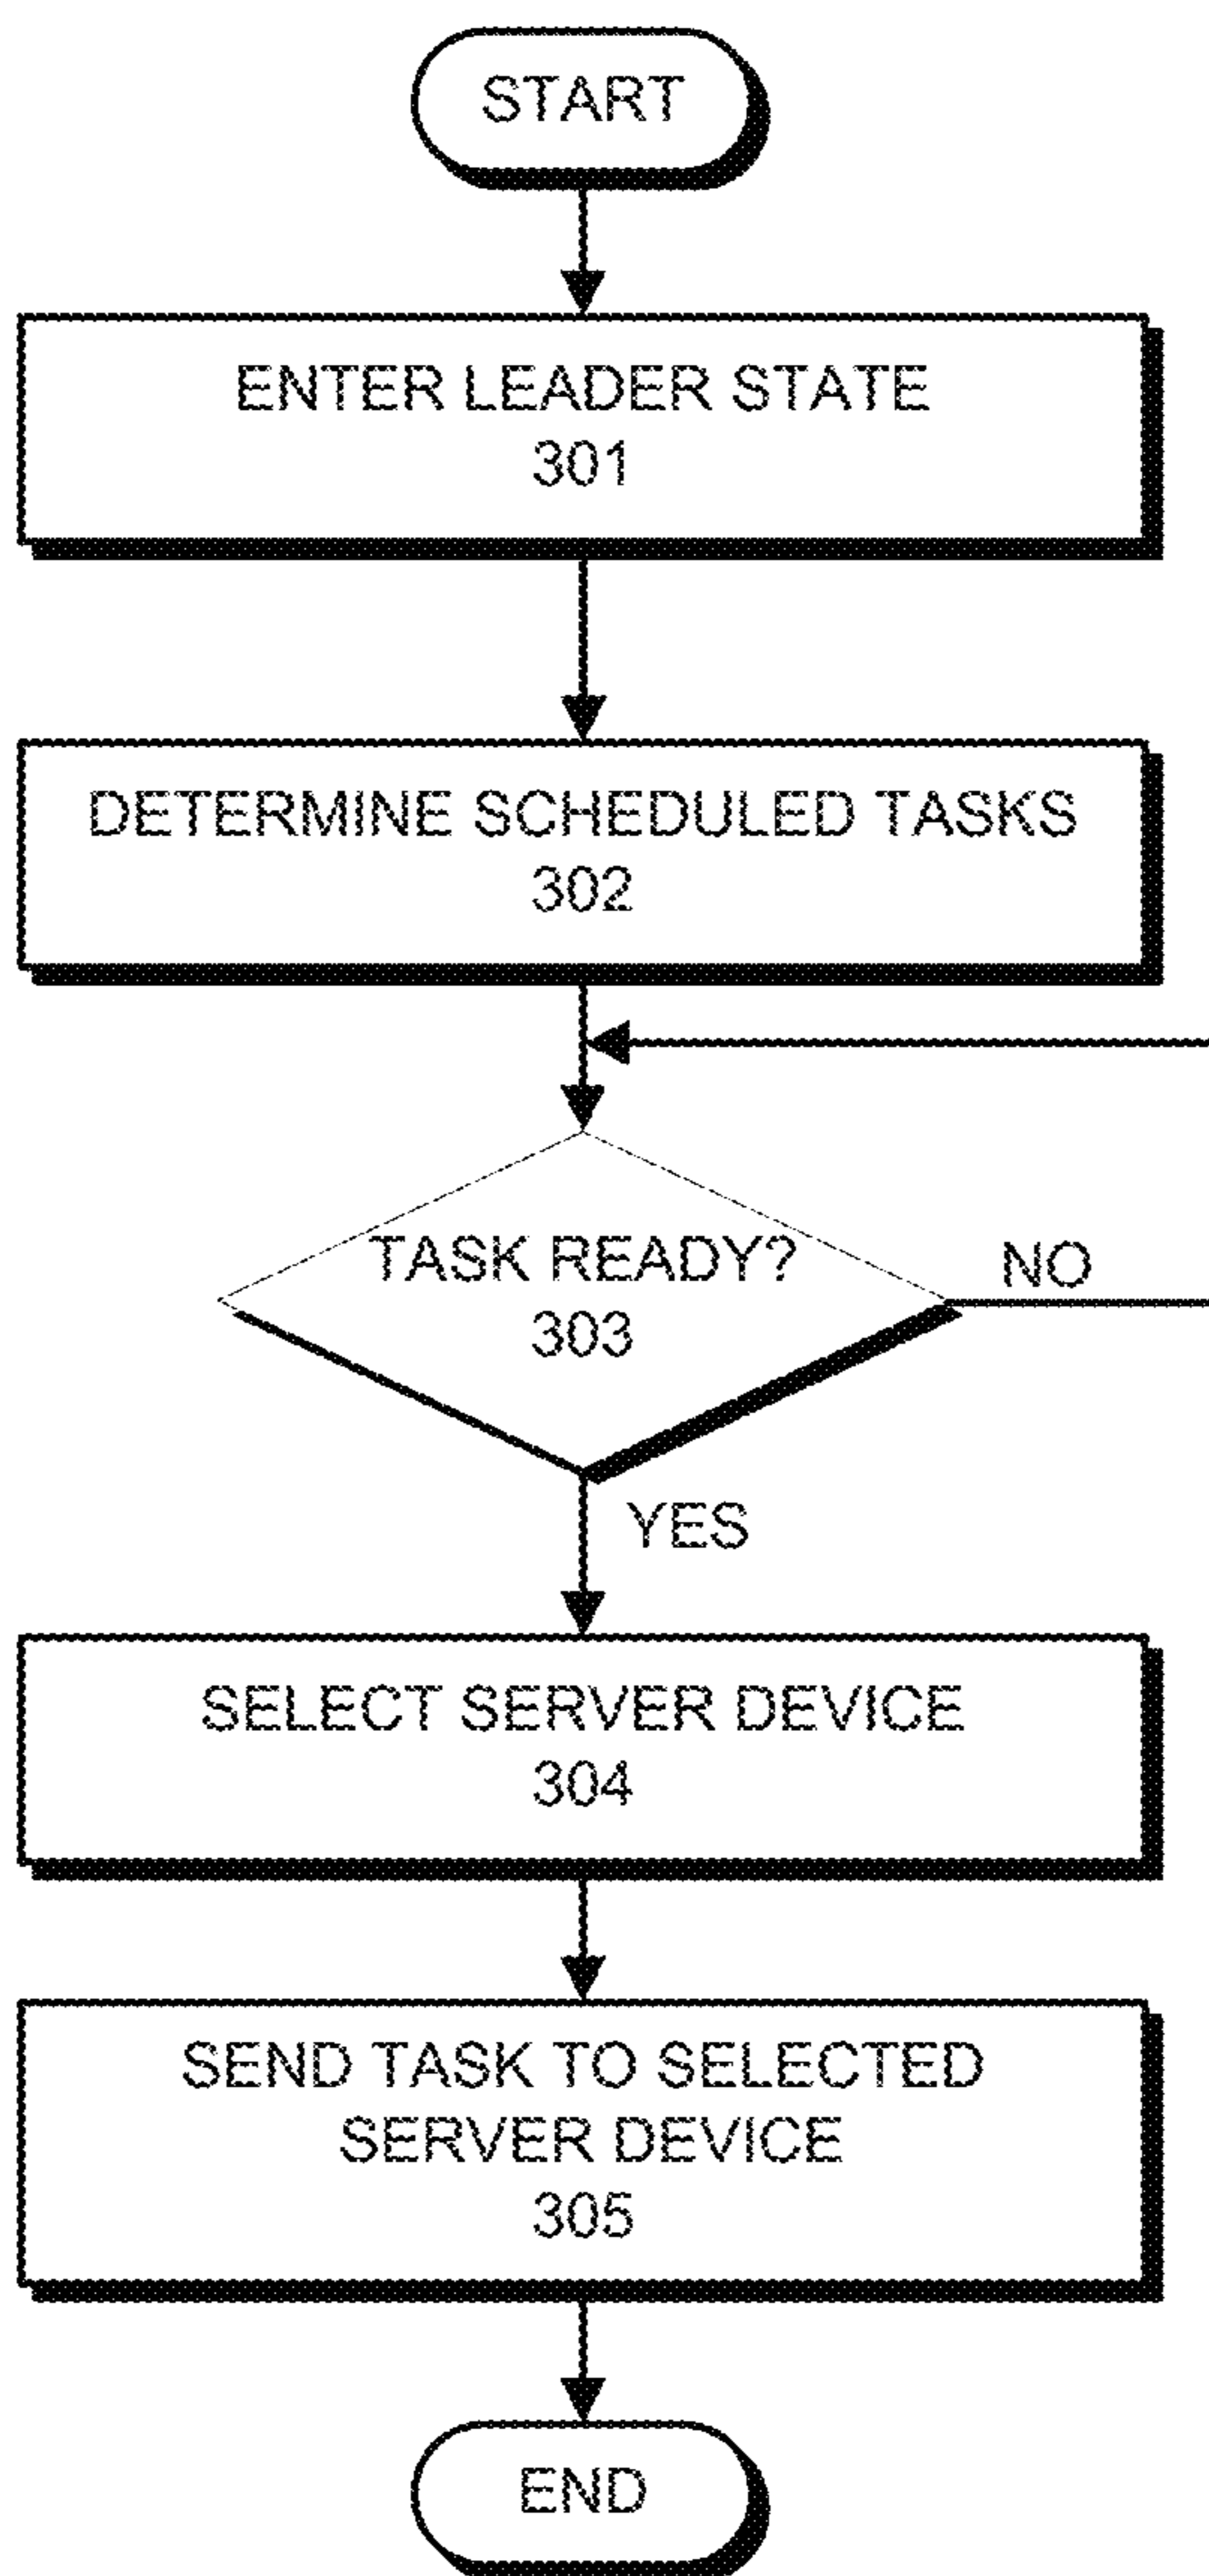 START
ENTER LEADER STATE
301
DETERMINE SCHEDULED TASKS
302
TASK READY?
303
NO
YES
SELECT SERVER DEVICE
304
SEND TASK TO SELECTED
SERVER DEVICE
305
END